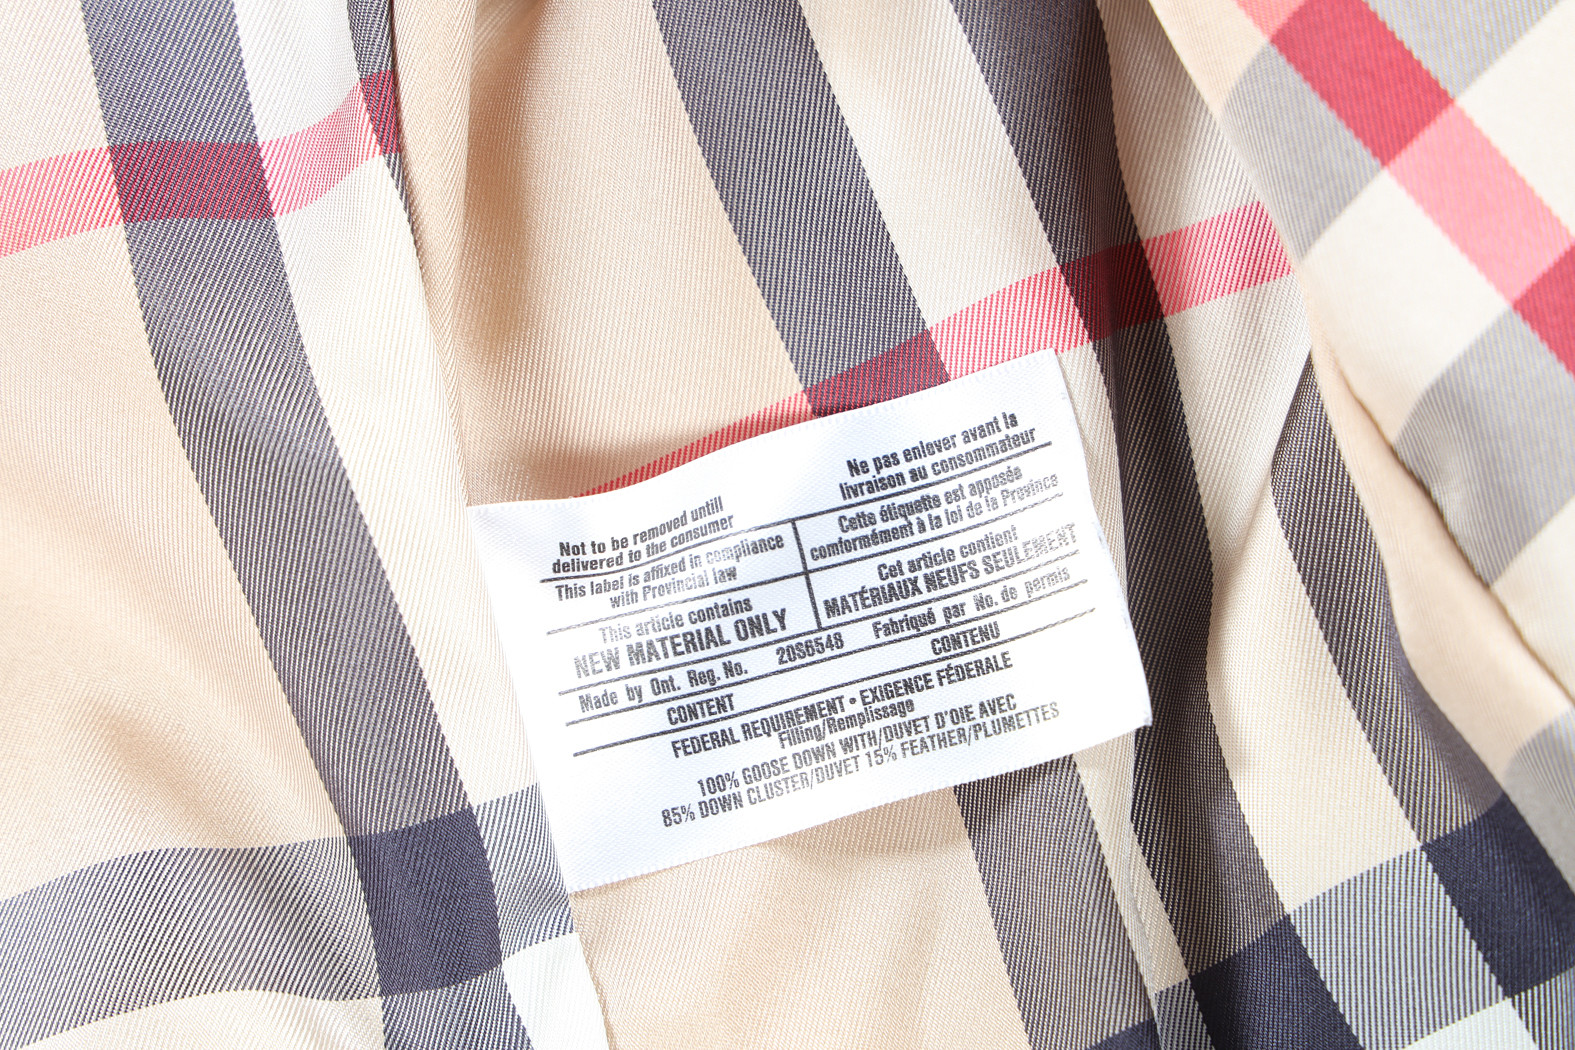 Not to be removed untill
delivered to the consumer
Ne pas enlever avant la
livraison au consommateur
This label is affixed in compliance
with Provincial law
Cette étiquette est apposée
comformément à la loi de la Province
This article contains
NEW MATERIAL ONLY
Cet article contient
MATÉRIAUX NEUFS SEULEMENT
Made by Ont. Reg. No. 20S6548 Fabriqué par No. de permis
CONTENT CONTENU
FEDERAL REQUIREMENT • EXIGENCE FÉDERALE
Filling/Remplissage
100% GOOSE DOWN WITH/DUVET D'OIE AVEC
85% DOWN CLUSTER/DUVET 15% FEATHER/PLUMETTES